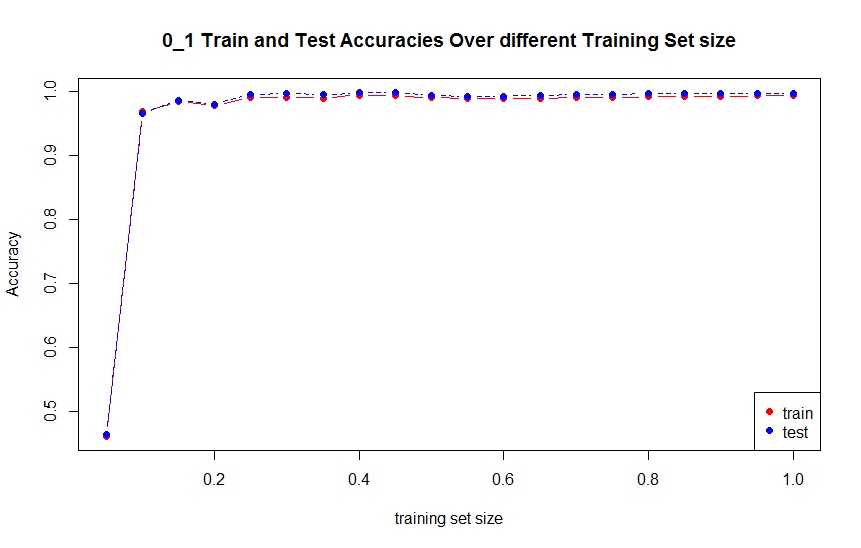 0_1 Train and Test Accuracies Over different Training Set size
1.0
0.9
0.8
0.7
0.6
0.5
Accuracy
train
test
0.2 0.4 0.6 0.8 1.0
training set size